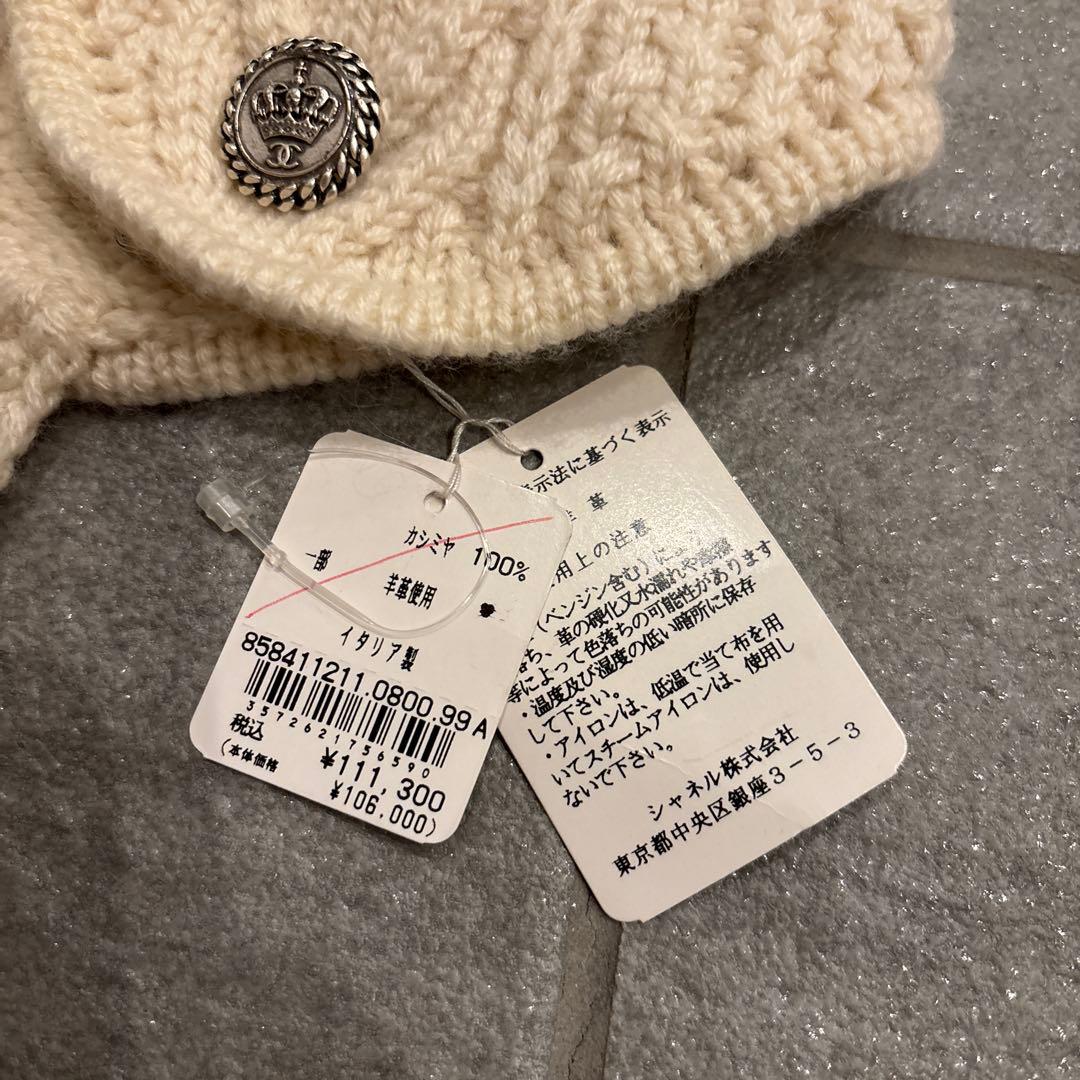 カシミヤ 100%
一部 羊革使用
イタリア製
858411211.0800.99 A
3572621756590
税込 ¥111,300
(本体価格 ¥106,000)
示法に基づく表示
羊 革
用上の注意
(ベンジン含む)に
ち、革の硬化又水濡れや
等によって色落ちの可能性があります
・温度及び湿度の低い暗所に保存
して下さい。
・アイロンは、低温で当て布を用
いてスチームアイロンは、使用し
ないで下さい。
シャネル株式会社
東京都中央区銀座3-5-3